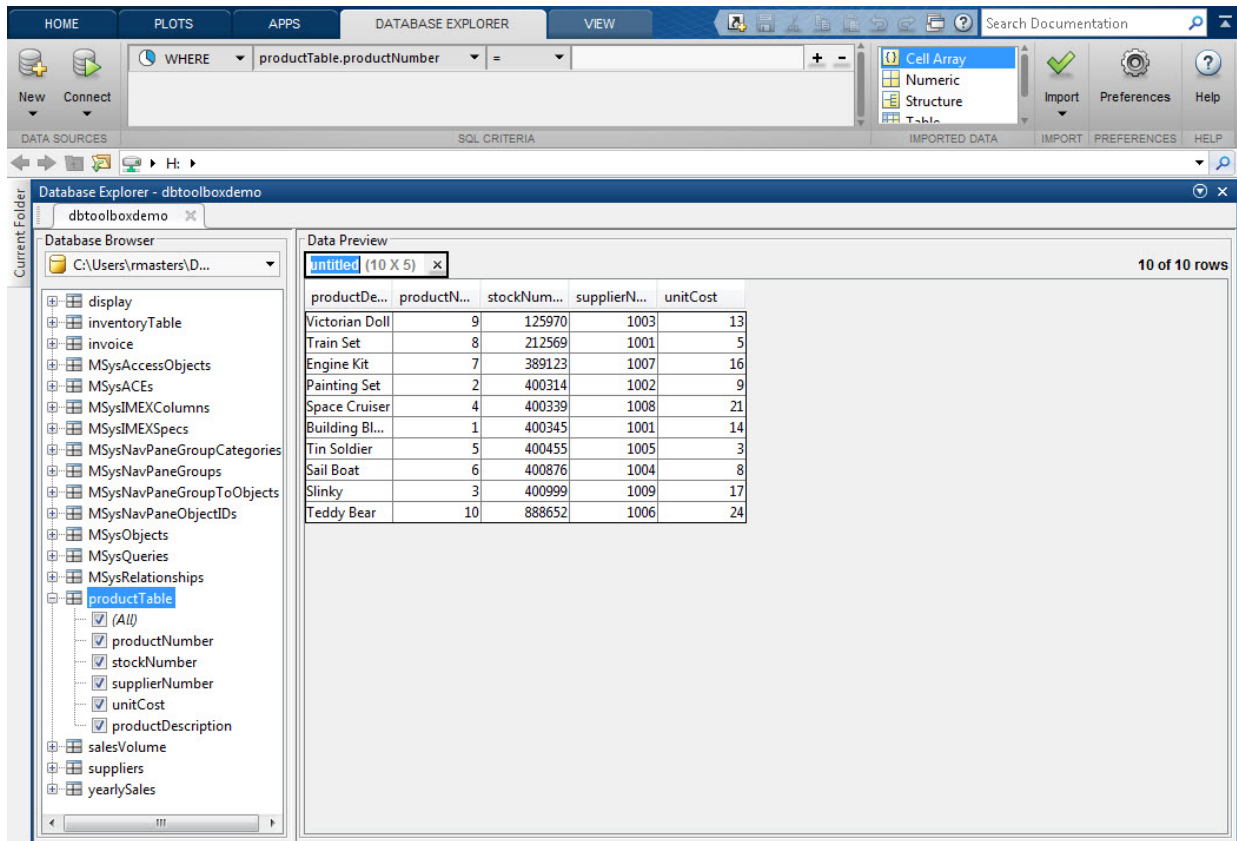 HOME PLOTS APPS DATABASE EXPLORER VIEW Search Documentation
WHERE productTable.productNumber = + -
Cell Array
Numeric
Structure
Table
New Connect Import Preferences Help
DATA SOURCES SQL CRITERIA IMPORTED DATA IMPORT PREFERENCES HELP
H:
Current Folder
Database Explorer - dbtoolboxdemo
dbtoolboxdemo
Database Browser
C:\Users\rmasters\D...
display
inventoryTable
invoice
MSysAccessObjects
MSysACEs
MSysIMEXColumns
MSysIMEXSpecs
MSysNavPaneGroupCategories
MSysNavPaneGroups
MSysNavPaneGroupToObjects
MSysNavPaneObjectIDs
MSysObjects
MSysQueries
MSysRelationships
productTable
(All)
productNumber
stockNumber
supplierNumber
unitCost
productDescription
salesVolume
suppliers
yearlySales
Data Preview
untitled (10 X 5) 10 of 10 rows
productDe... productN... stockNum... supplierN... unitCost
Victorian Doll 9 125970 1003 13
Train Set 8 212569 1001 5
Engine Kit 7 389123 1007 16
Painting Set 2 400314 1002 9
Space Cruiser 4 400339 1008 21
Building Bl... 1 400345 1001 14
Tin Soldier 5 400455 1005 3
Sail Boat 6 400876 1004 8
Slinky 3 400999 1009 17
Teddy Bear 10 888652 1006 24